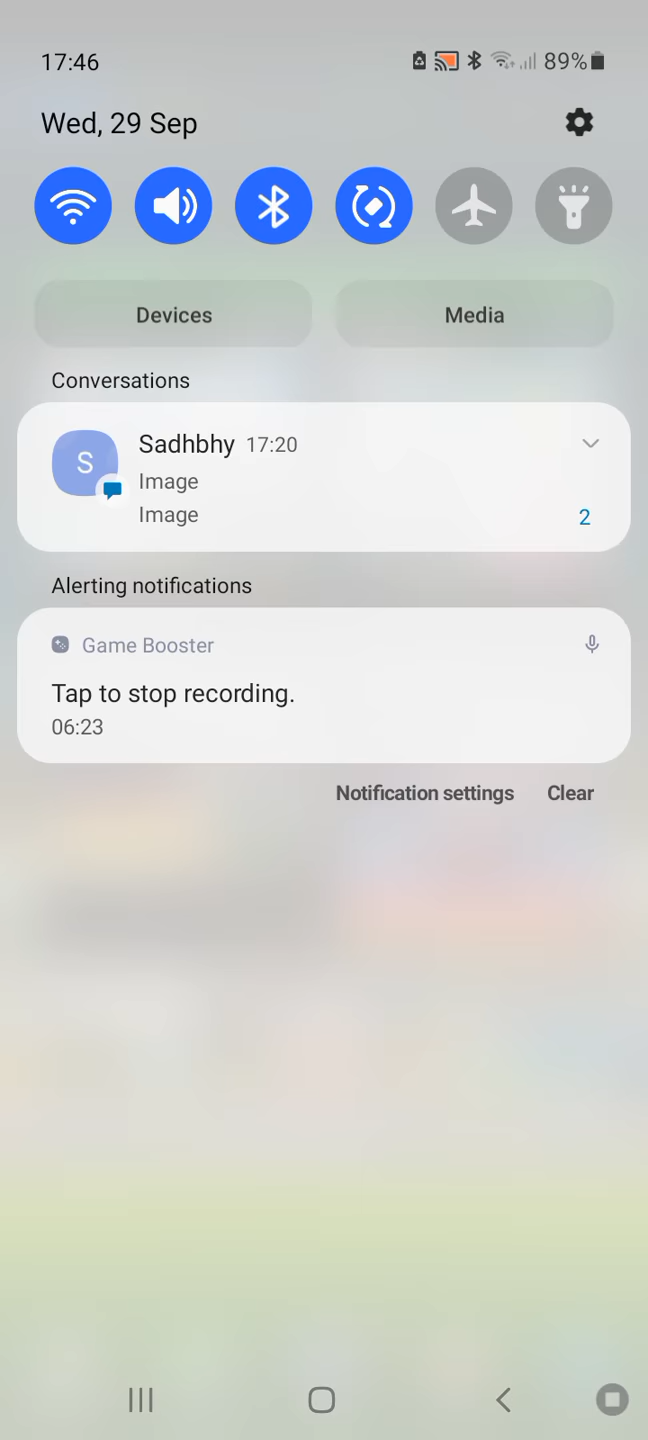 17:46 89%
Wed, 29 Sep
Devices Media
Conversations
S
Sadhbhy 17:20
Image
Image 2
Alerting notifications
Game Booster
Tap to stop recording.
06:23
Notification settings Clear